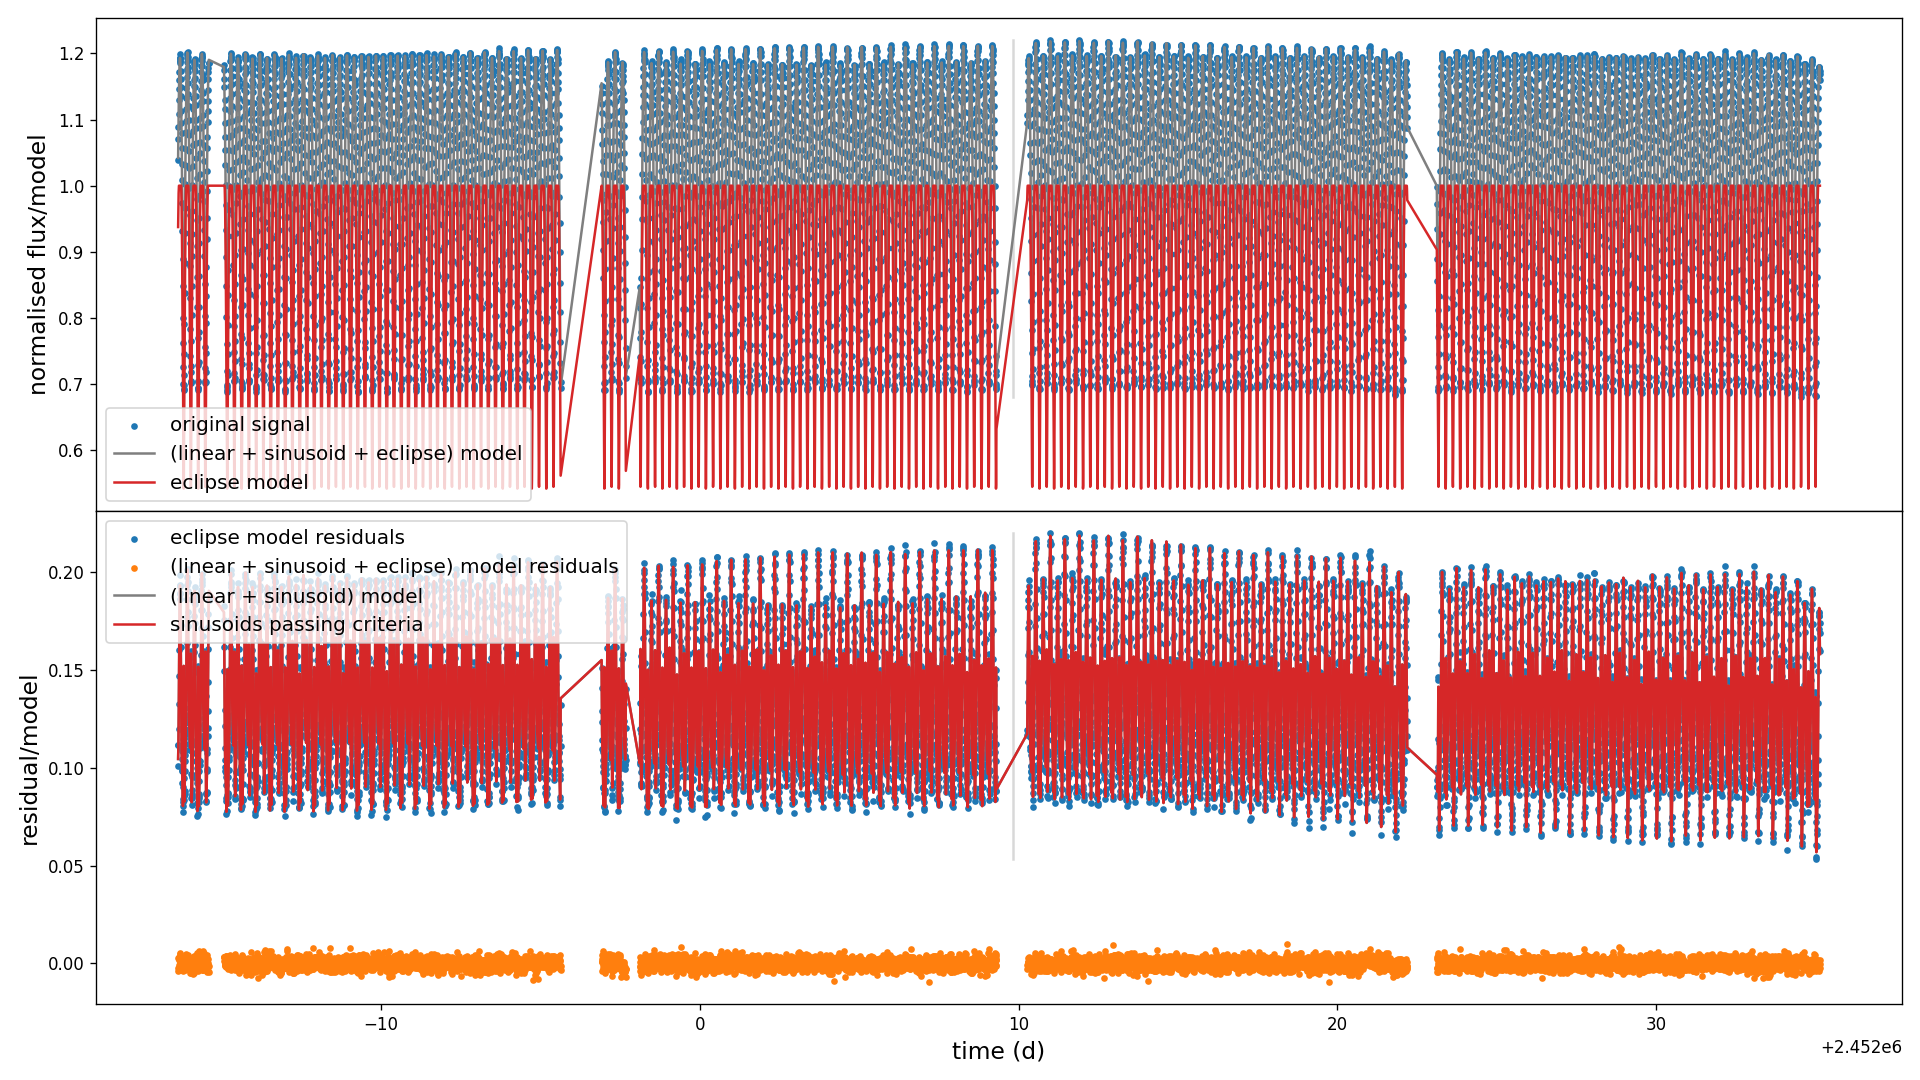 normalised flux/model
1.2
1.1
1.0
0.9
0.8
0.7
0.6
original signal
(linear + sinusoid + eclipse) model
eclipse model
residual/model
0.20
0.15
0.10
0.05
0.00
eclipse model residuals
(linear + sinusoid + eclipse) model residuals
(linear + sinusoid) model
sinusoids passing criteria
−10 0 10 20 30
time (d)
+2.452e6